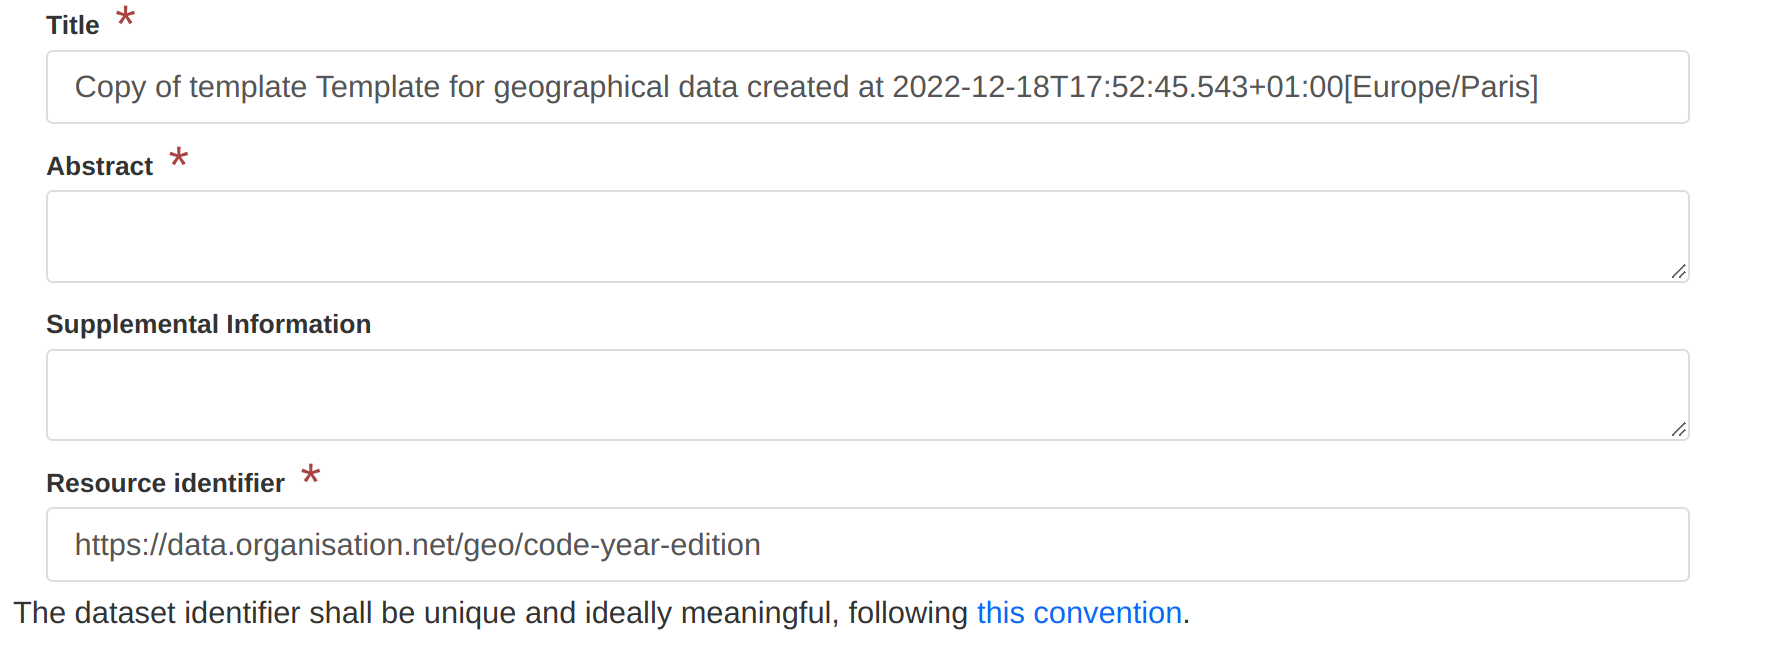 Title *
Copy of template Template for geographical data created at 2022-12-18T17:52:45.543+01:00[Europe/Paris]
Abstract *
Supplemental Information
Resource identifier *
https://data.organisation.net/geo/code-year-edition
The dataset identifier shall be unique and ideally meaningful, following this convention.